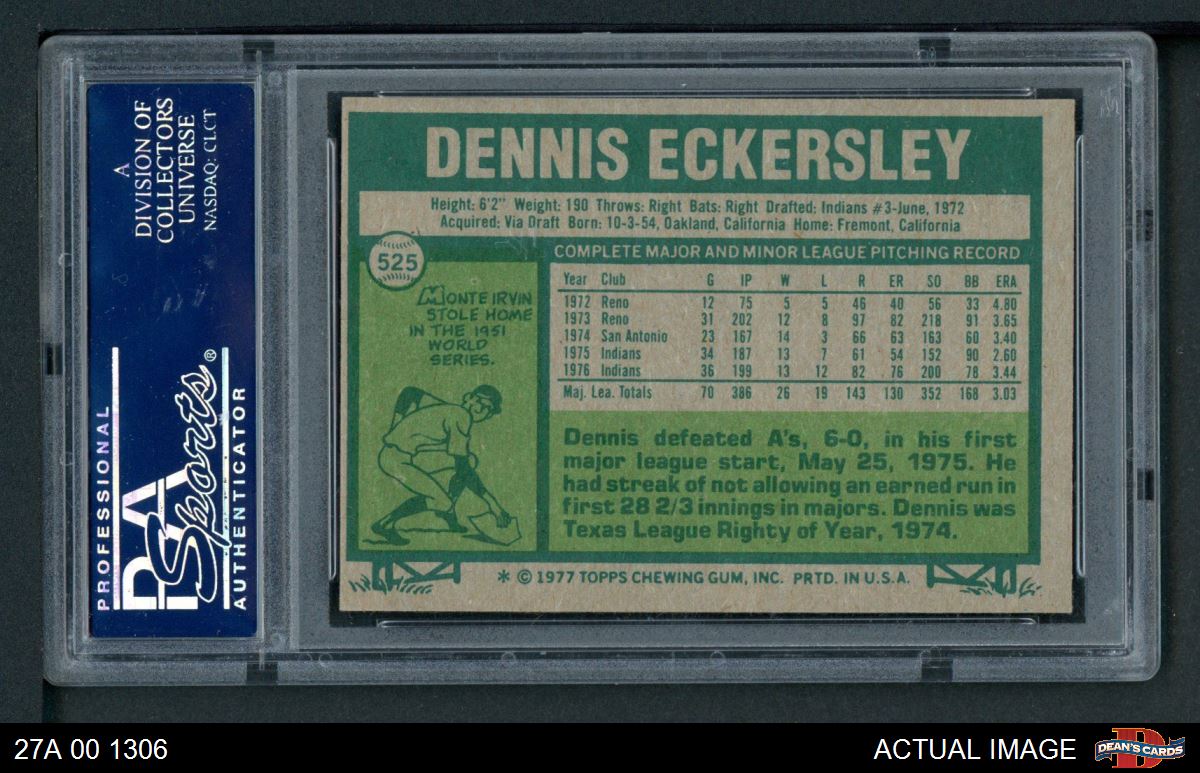 A
DIVISION OF
COLLECTORS
UNIVERSE
NASDAQ: CLCT
PROFESSIONAL
PSA
Sports®
AUTHENTICATOR
DENNIS ECKERSLEY
Height: 6'2" Weight: 190 Throws: Right Bats: Right Drafted: Indians #3-June, 1972
Acquired: Via Draft Born: 10-3-54, Oakland, California Home: Fremont, California
525
MONTE IRVIN
STOLE HOME
IN THE 1951
WORLD
SERIES.
COMPLETE MAJOR AND MINOR LEAGUE PITCHING RECORD
Year Club G IP W L R ER SO BB ERA
1972 Reno 12 75 5 5 46 40 56 33 4.80
1973 Reno 31 202 12 8 97 82 218 91 3.65
1974 San Antonio 23 167 14 3 66 63 163 60 3.40
1975 Indians 34 187 13 7 61 54 152 90 2.60
1976 Indians 36 199 13 12 82 76 200 78 3.44
Maj. Lea. Totals 70 386 26 19 143 130 352 168 3.03
Dennis defeated A's, 6-0, in his first
major league start, May 25, 1975. He
had streak of not allowing an earned run in
first 28 2/3 innings in majors. Dennis was
Texas League Righty of Year, 1974.
* © 1977 TOPPS CHEWING GUM, INC. PRTD. IN U.S.A.
27A 00 1306
ACTUAL IMAGE
D
DEAN'S CARDS